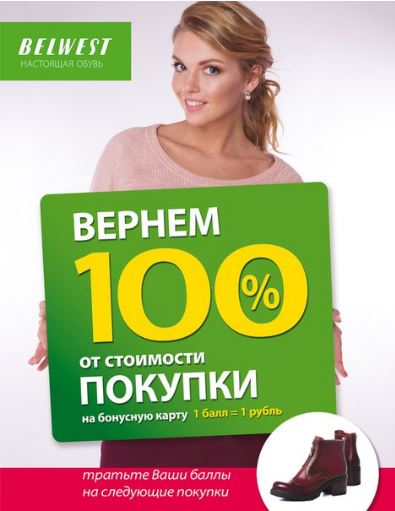 BELWEST
НАСТОЯЩАЯ ОБУВЬ
ВЕРНЕМ
100%
ОТ СТОИМОСТИ
ПОКУПКИ
на бонусную карту 1 балл = 1 рубль
тратьте Ваши баллы
на следующие покупки